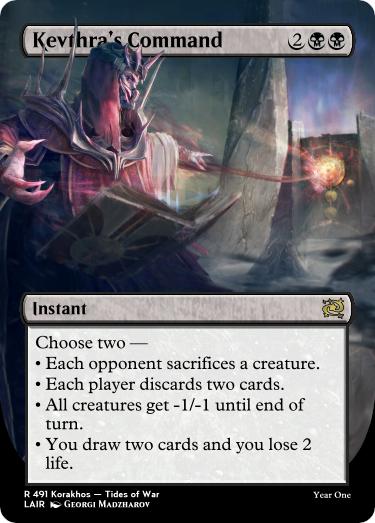 Kevthra's Command 2
Instant
Choose two —
• Each opponent sacrifices a creature.
• Each player discards two cards.
• All creatures get -1/-1 until end of
turn.
• You draw two cards and you lose 2
life.
R 491 Korakhos — Tides of War
LAIR Georgi Madzharov
Year One